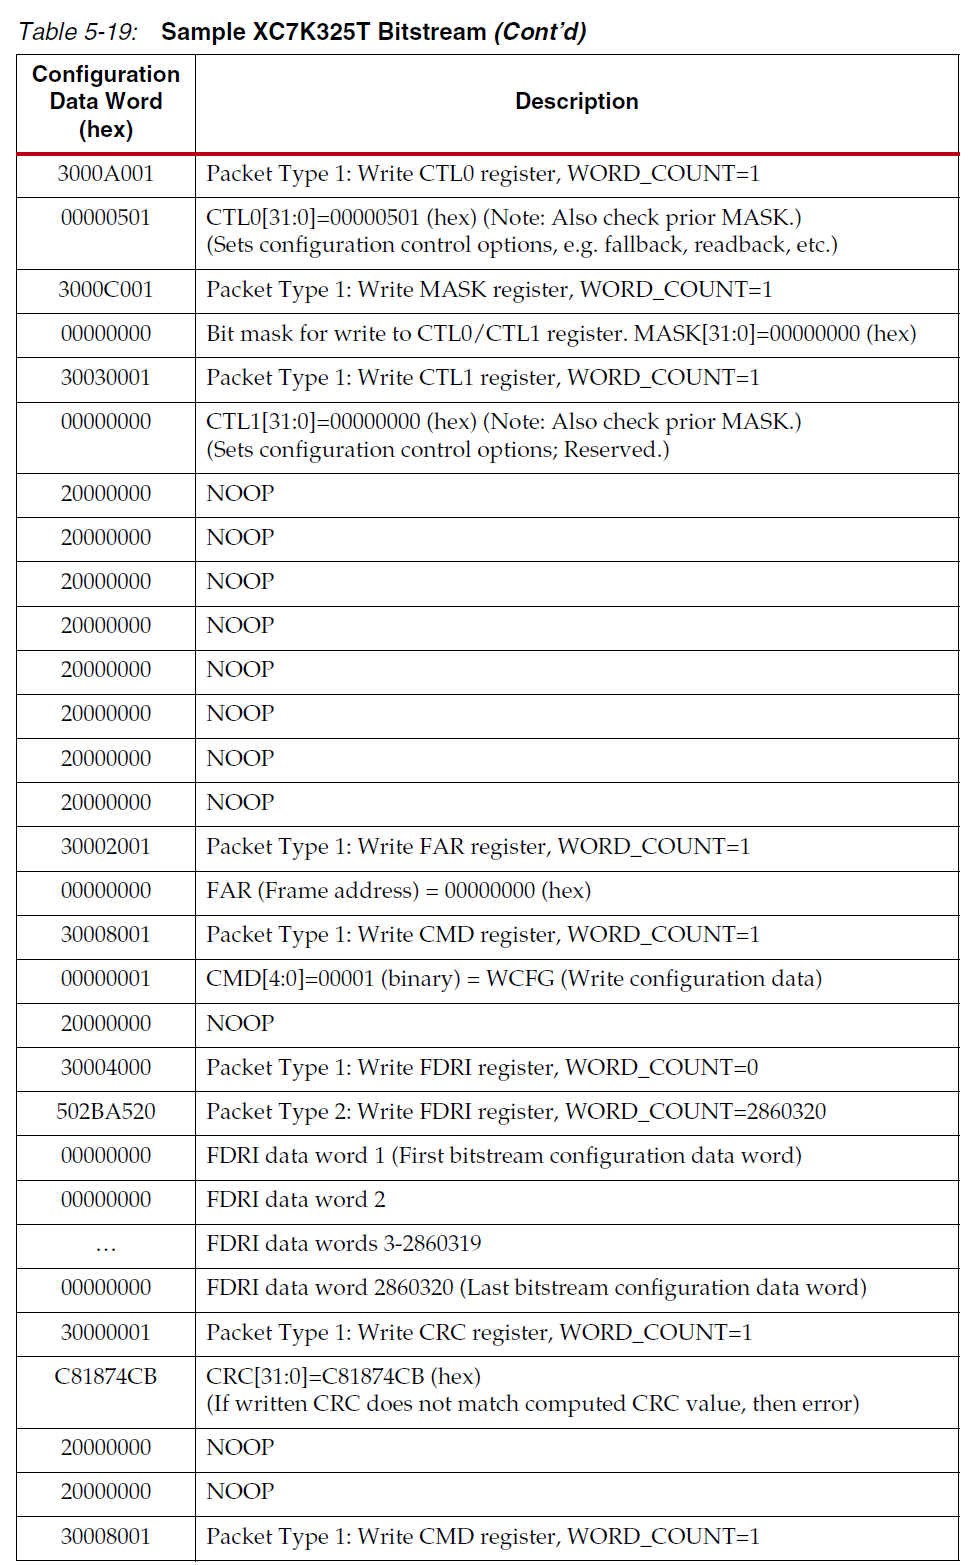 Table 5-19: Sample XC7K325T Bitstream (Cont’d)
Configuration
Data Word
(hex)
Description
3000A001 Packet Type 1: Write CTL0 register, WORD_COUNT=1
00000501 CTL0[31:0]=00000501 (hex) (Note: Also check prior MASK.)
(Sets configuration control options, e.g. fallback, readback, etc.)
3000C001 Packet Type 1: Write MASK register, WORD_COUNT=1
00000000 Bit mask for write to CTL0/CTL1 register. MASK[31:0]=00000000 (hex)
30030001 Packet Type 1: Write CTL1 register, WORD_COUNT=1
00000000 CTL1[31:0]=00000000 (hex) (Note: Also check prior MASK.)
(Sets configuration control options; Reserved.)
20000000 NOOP
20000000 NOOP
20000000 NOOP
20000000 NOOP
20000000 NOOP
20000000 NOOP
20000000 NOOP
20000000 NOOP
30002001 Packet Type 1: Write FAR register, WORD_COUNT=1
00000000 FAR (Frame address) = 00000000 (hex)
30008001 Packet Type 1: Write CMD register, WORD_COUNT=1
00000001 CMD[4:0]=00001 (binary) = WCFG (Write configuration data)
20000000 NOOP
30004000 Packet Type 1: Write FDRI register, WORD_COUNT=0
502BA520 Packet Type 2: Write FDRI register, WORD_COUNT=2860320
00000000 FDRI data word 1 (First bitstream configuration data word)
00000000 FDRI data word 2
… FDRI data words 3-2860319
00000000 FDRI data word 2860320 (Last bitstream configuration data word)
30000001 Packet Type 1: Write CRC register, WORD_COUNT=1
C81874CB CRC[31:0]=C81874CB (hex)
(If written CRC does not match computed CRC value, then error)
20000000 NOOP
20000000 NOOP
30008001 Packet Type 1: Write CMD register, WORD_COUNT=1